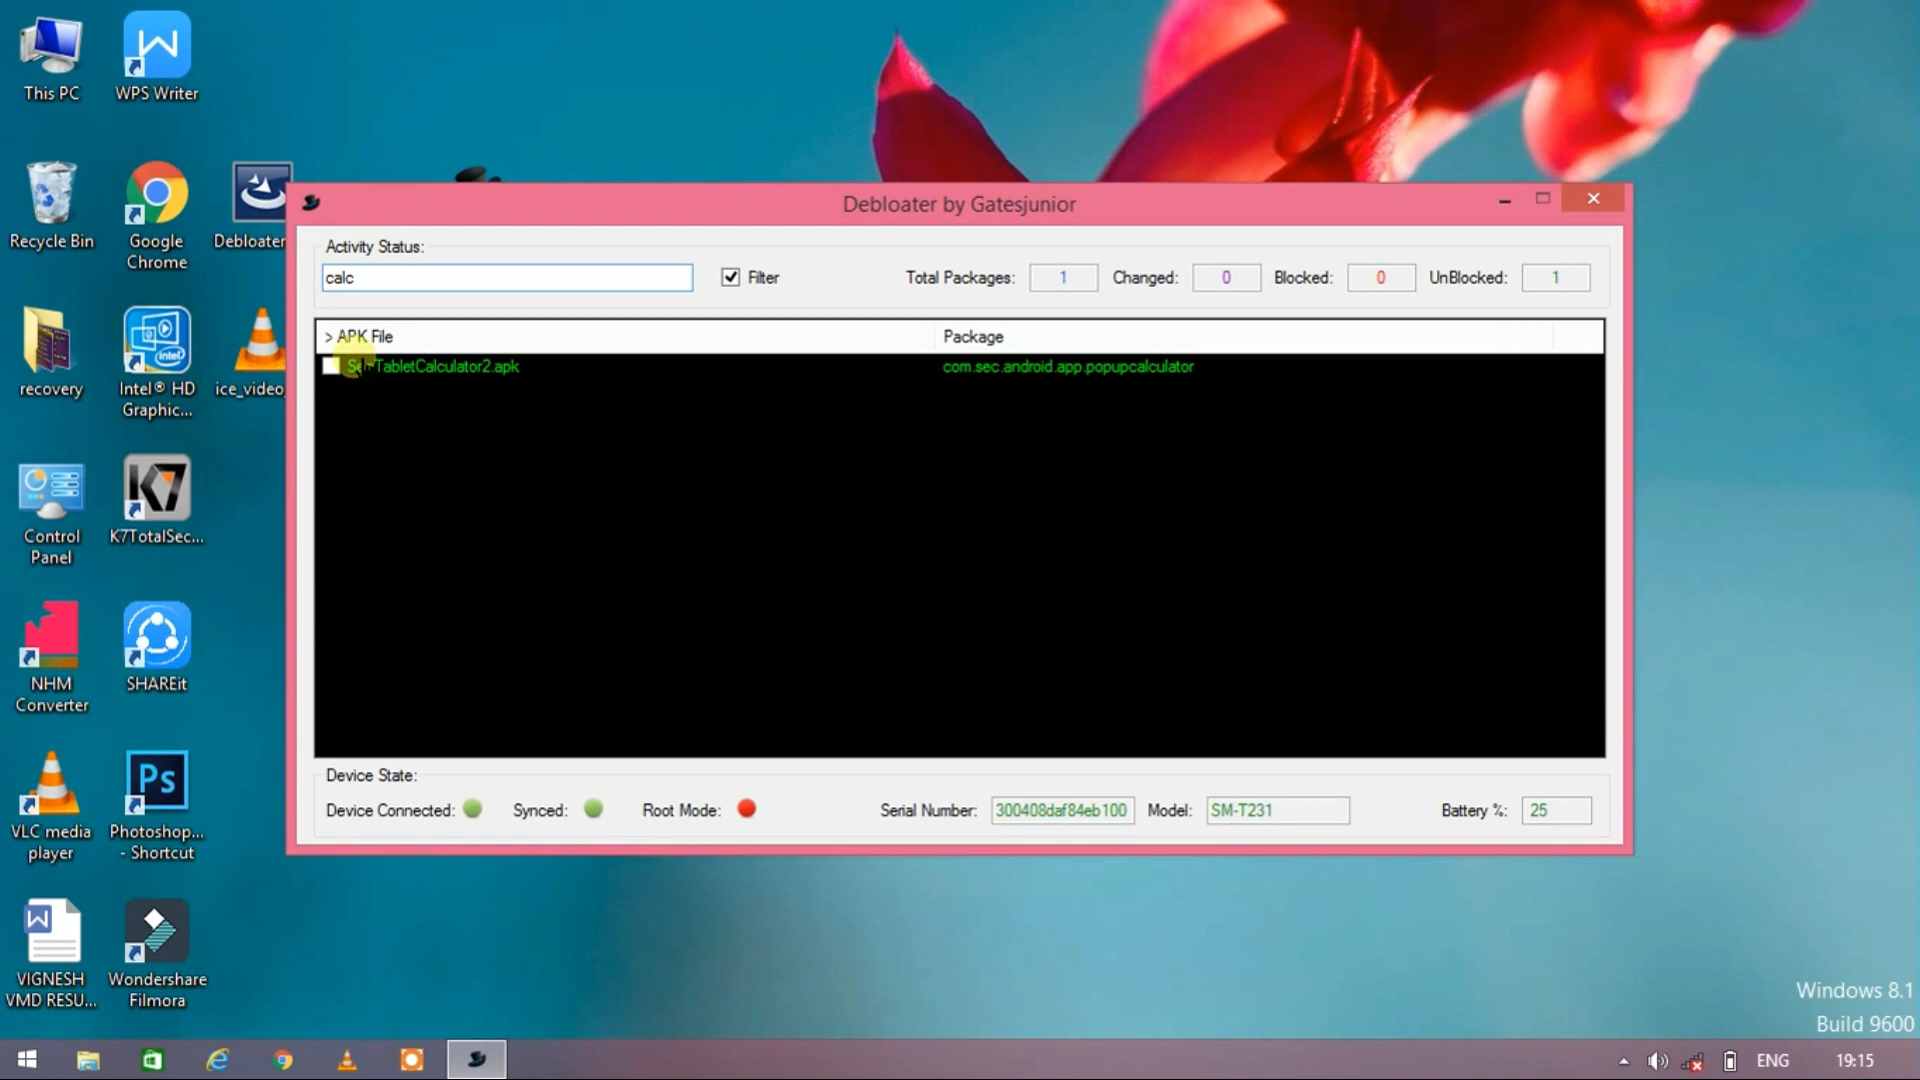 This PC
WPS Writer
Recycle Bin
Google
Chrome
Debloater
recovery
Intel® HD
Graphic...
ice_video
Control
Panel
K7TotalSec...
NHM
Converter
SHAREit
VLC media
player
Photoshop...
- Shortcut
VIGNESH
VMD RESU...
Wondershare
Filmora
Debloater by Gatesjunior
Activity Status:
calc
Filter
Total Packages: 1 Changed: 0 Blocked: 0 UnBlocked: 1
> APK File Package
TabletCalculator2.apk com.sec.android.app.popupcalculator
Device State:
Device Connected: Synced: Root Mode: Serial Number: 300408daf84eb100 Model: SM-T231 Battery %: 25
Windows 8.1
Build 9600
ENG 19:15